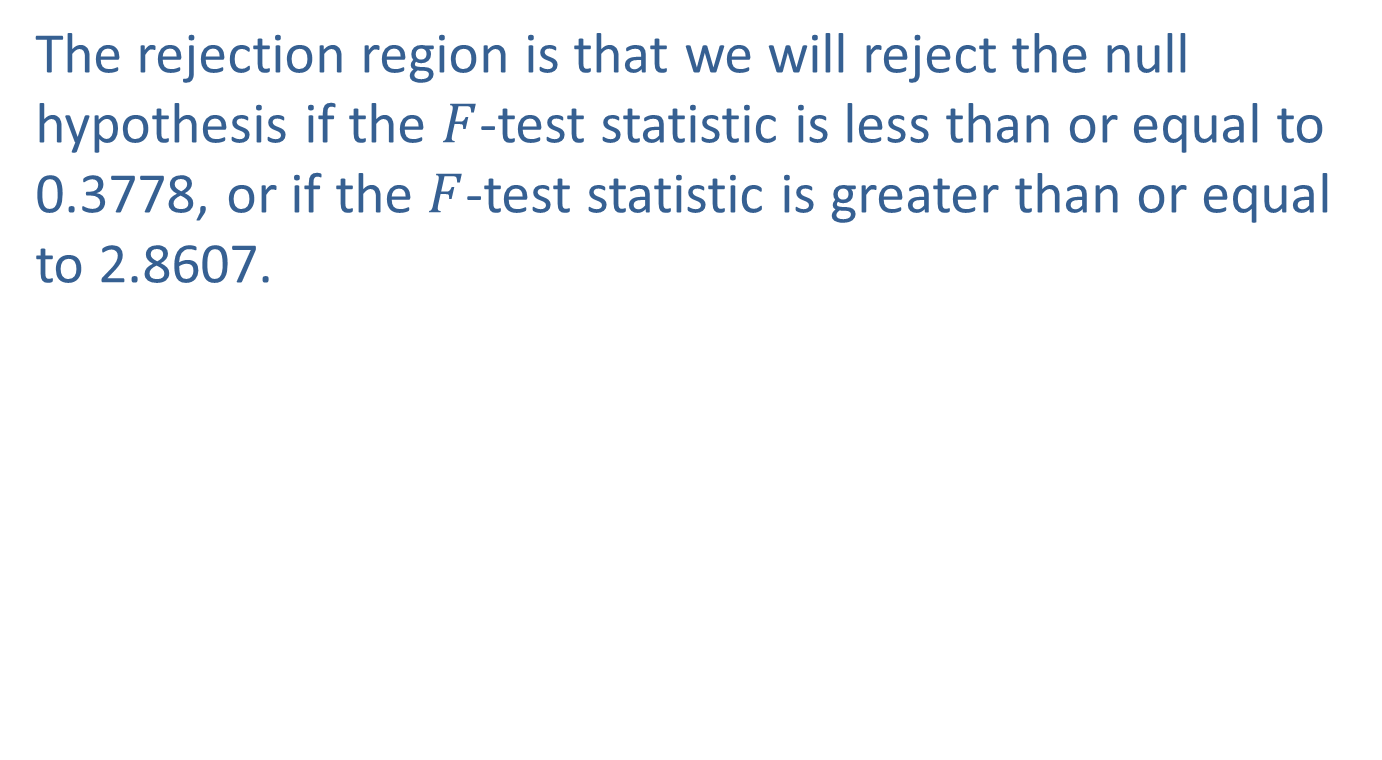 The rejection region is that we will reject the null
hypothesis if the F-test statistic is less than or equal to
0.3778, or if the F-test statistic is greater than or equal
to 2.8607.